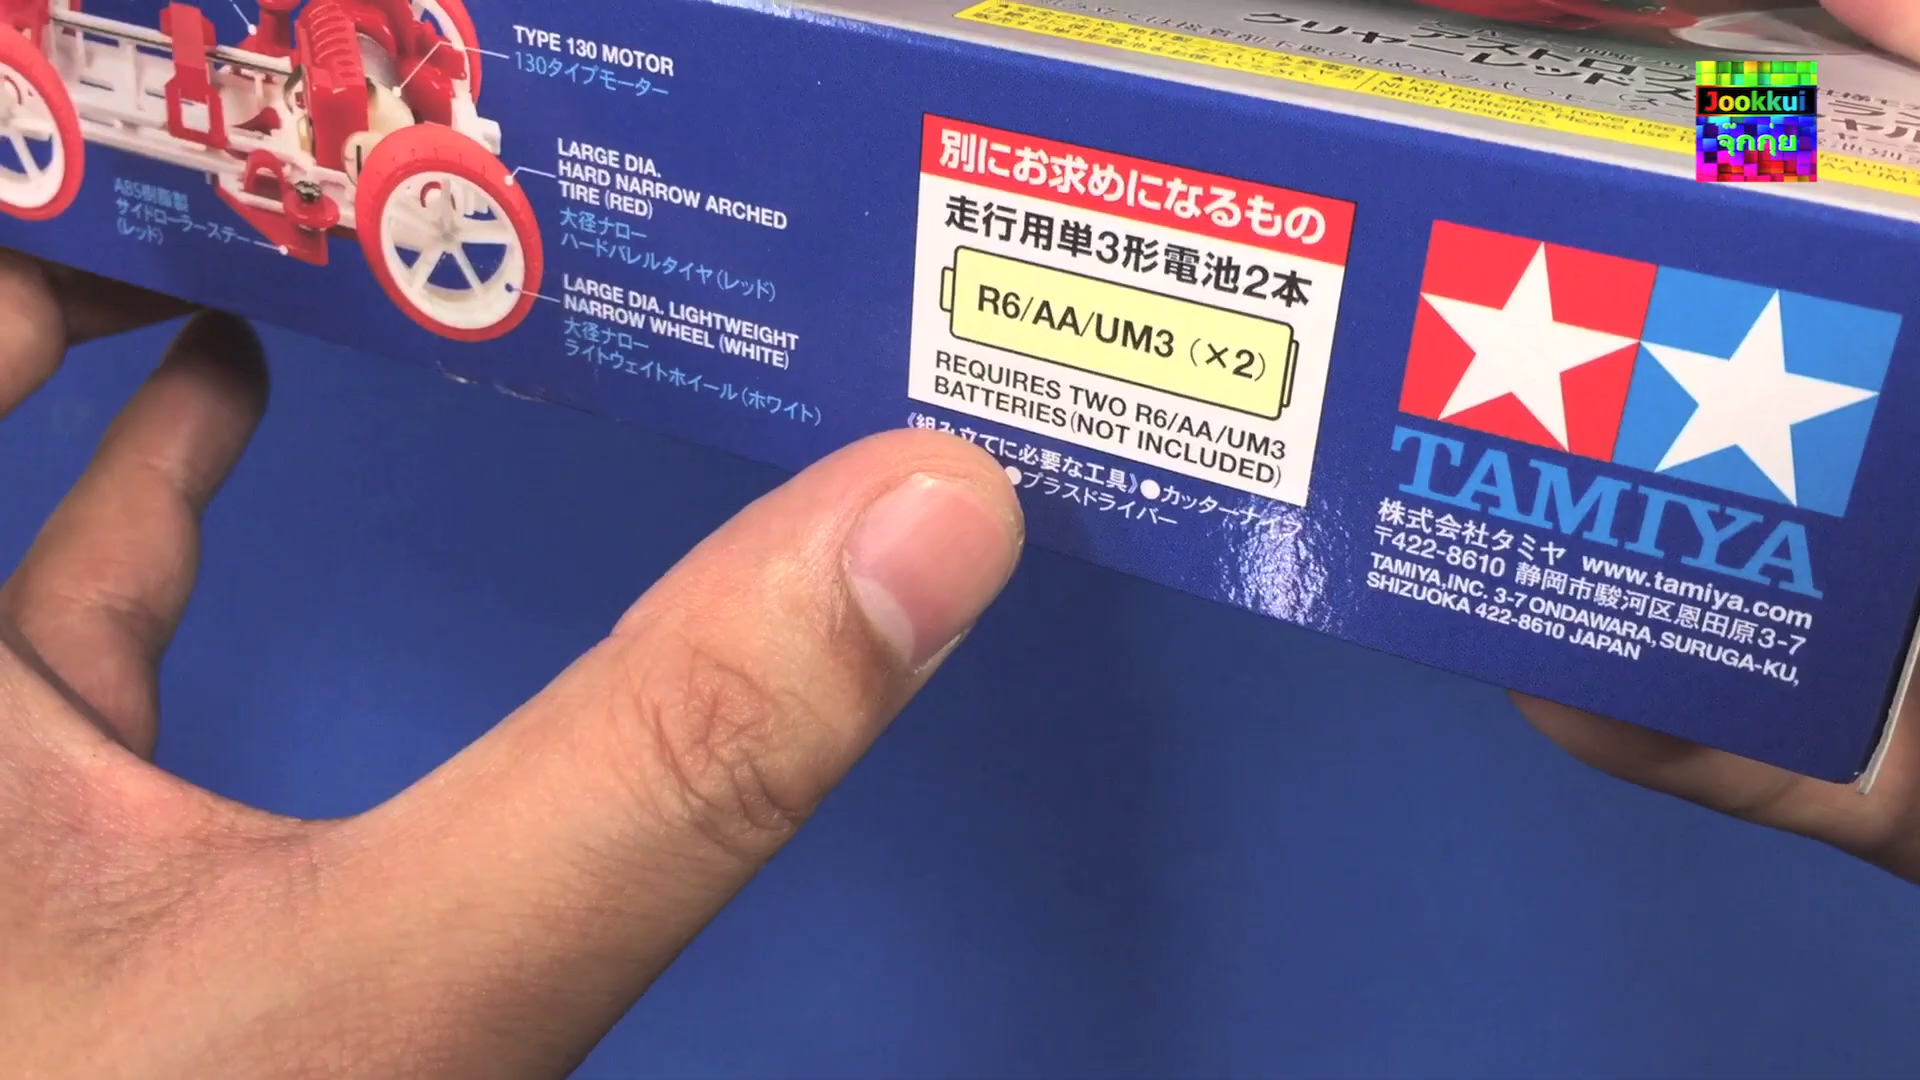 TYPE 130 MOTOR
130タイプモーター
LARGE DIA.
HARD NARROW ARCHED
TIRE (RED)
大径ナロー
ハードバレルタイヤ(レッド)
LARGE DIA. LIGHTWEIGHT
NARROW WHEEL (WHITE)
大径ナロー
ライトウェイトホイール(ホワイト)
ABS樹脂製
サイドローラーステー
(レッド)
別にお求めになるもの
走行用単3形電池2本
R6/AA/UM3 (×2)
REQUIRES TWO R6/AA/UM3
BATTERIES (NOT INCLUDED)
《組み立てに必要な工具》●カッターナイフ
●プラスドライバー
TAMIYA
株式会社タミヤ www.tamiya.com
〒422-8610 静岡市駿河区恩田原3-7
TAMIYA,INC. 3-7 ONDAWARA, SURUGA-KU,
SHIZUOKA 422-8610 JAPAN
クリヤーレッド
Jookkui
จุ๊กกุ่ย